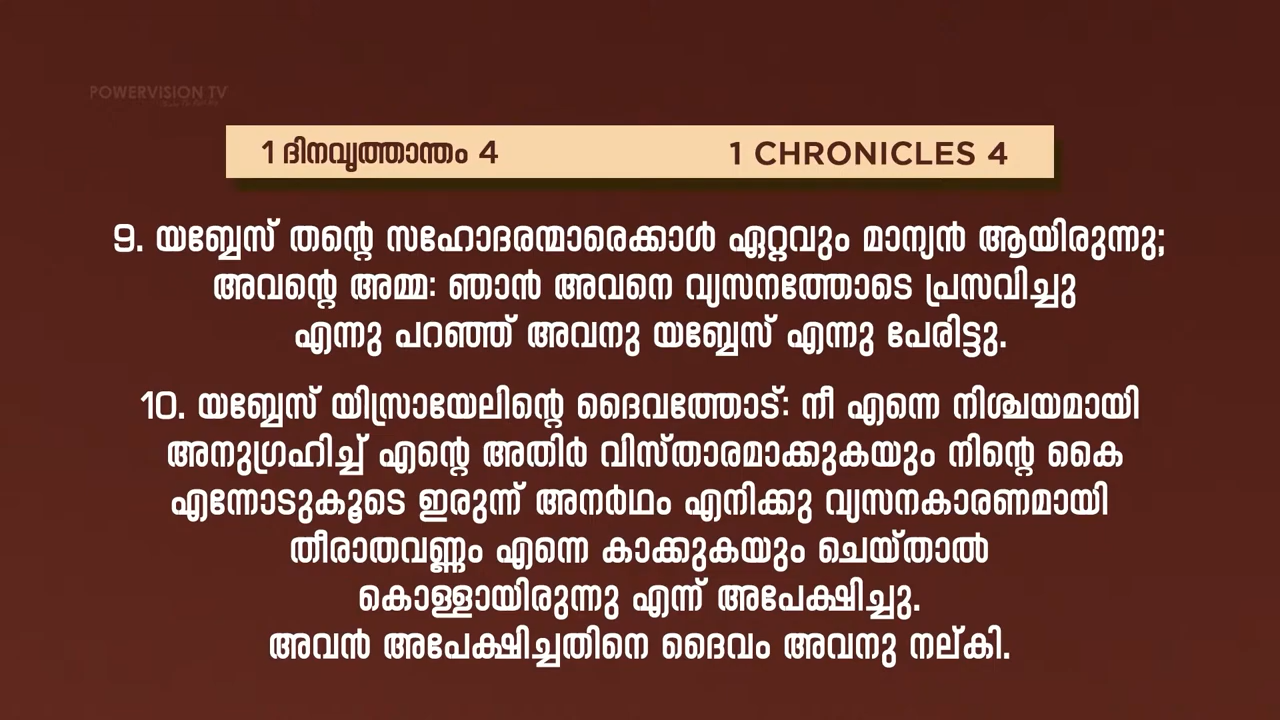 POWERVISION TV
1 ദിനവൃത്താന്തം 4
1 CHRONICLES 4
9. യബ്ബേസ് തന്റെ സഹോദരന്മാരെക്കാൾ ഏറ്റവും മാന്യൻ ആയിരുന്നു;
അവന്റെ അമ്മ: ഞാൻ അവനെ വ്യസനത്തോടെ പ്രസവിച്ചു
എന്നു പറഞ്ഞ് അവനു യബ്ബേസ് എന്നു പേരിട്ടു.
10. യബ്ബേസ് യിസ്രായേലിന്റെ ദൈവത്തോട്: നീ എന്നെ നിശ്ചയമായി
അനുഗ്രഹിച്ച് എന്റെ അതിർ വിസ്താരമാക്കുകയും നിന്റെ കൈ
എന്നോടുകൂടെ ഇരുന്ന് അനർഥം എനിക്കു വ്യസനകാരണമായി
തീരാതവണ്ണം എന്നെ കാക്കുകയും ചെയ്താൽ
കൊള്ളായിരുന്നു എന്ന് അപേക്ഷിച്ചു.
അവൻ അപേക്ഷിച്ചതിനെ ദൈവം അവനു നല്കി.